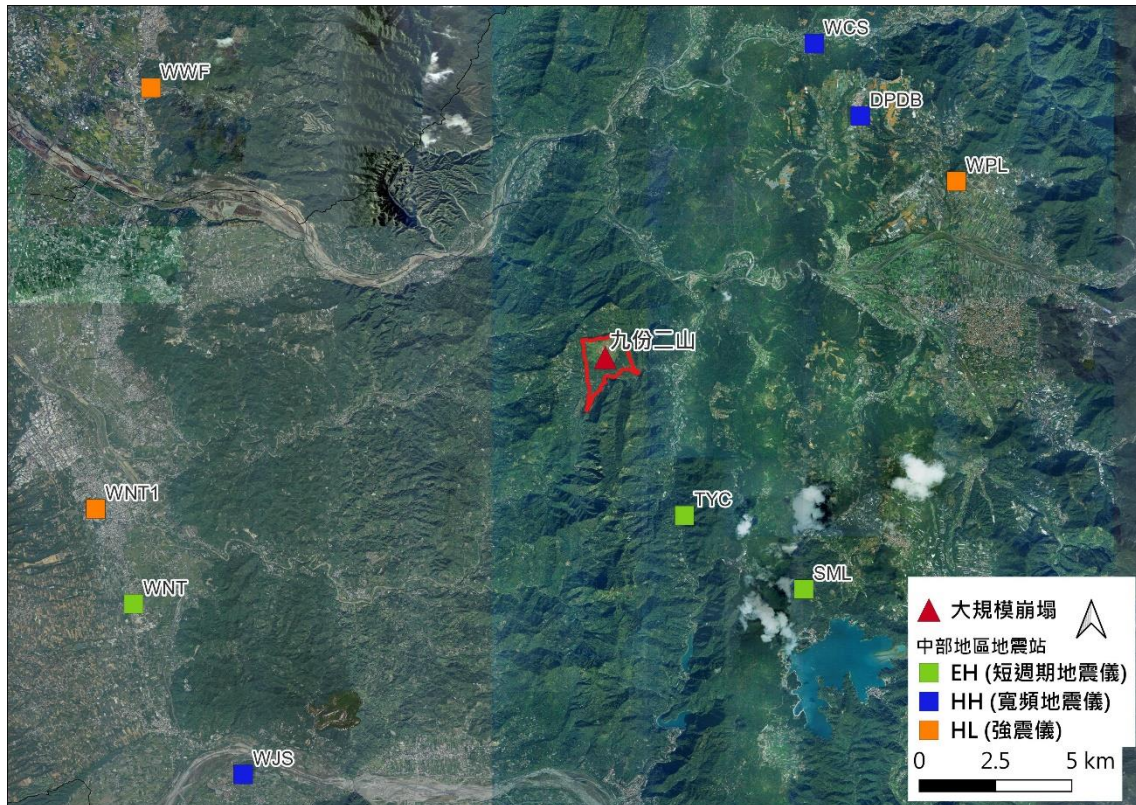 WCS
WWF
DPDB
WPL
九份二山
WNT1
TYC
SML
WNT
WJS
大規模崩塌
中部地區地震站
EH (短週期地震儀)
HH (寬頻地震儀)
HL (強震儀)
0 2.5 5 km